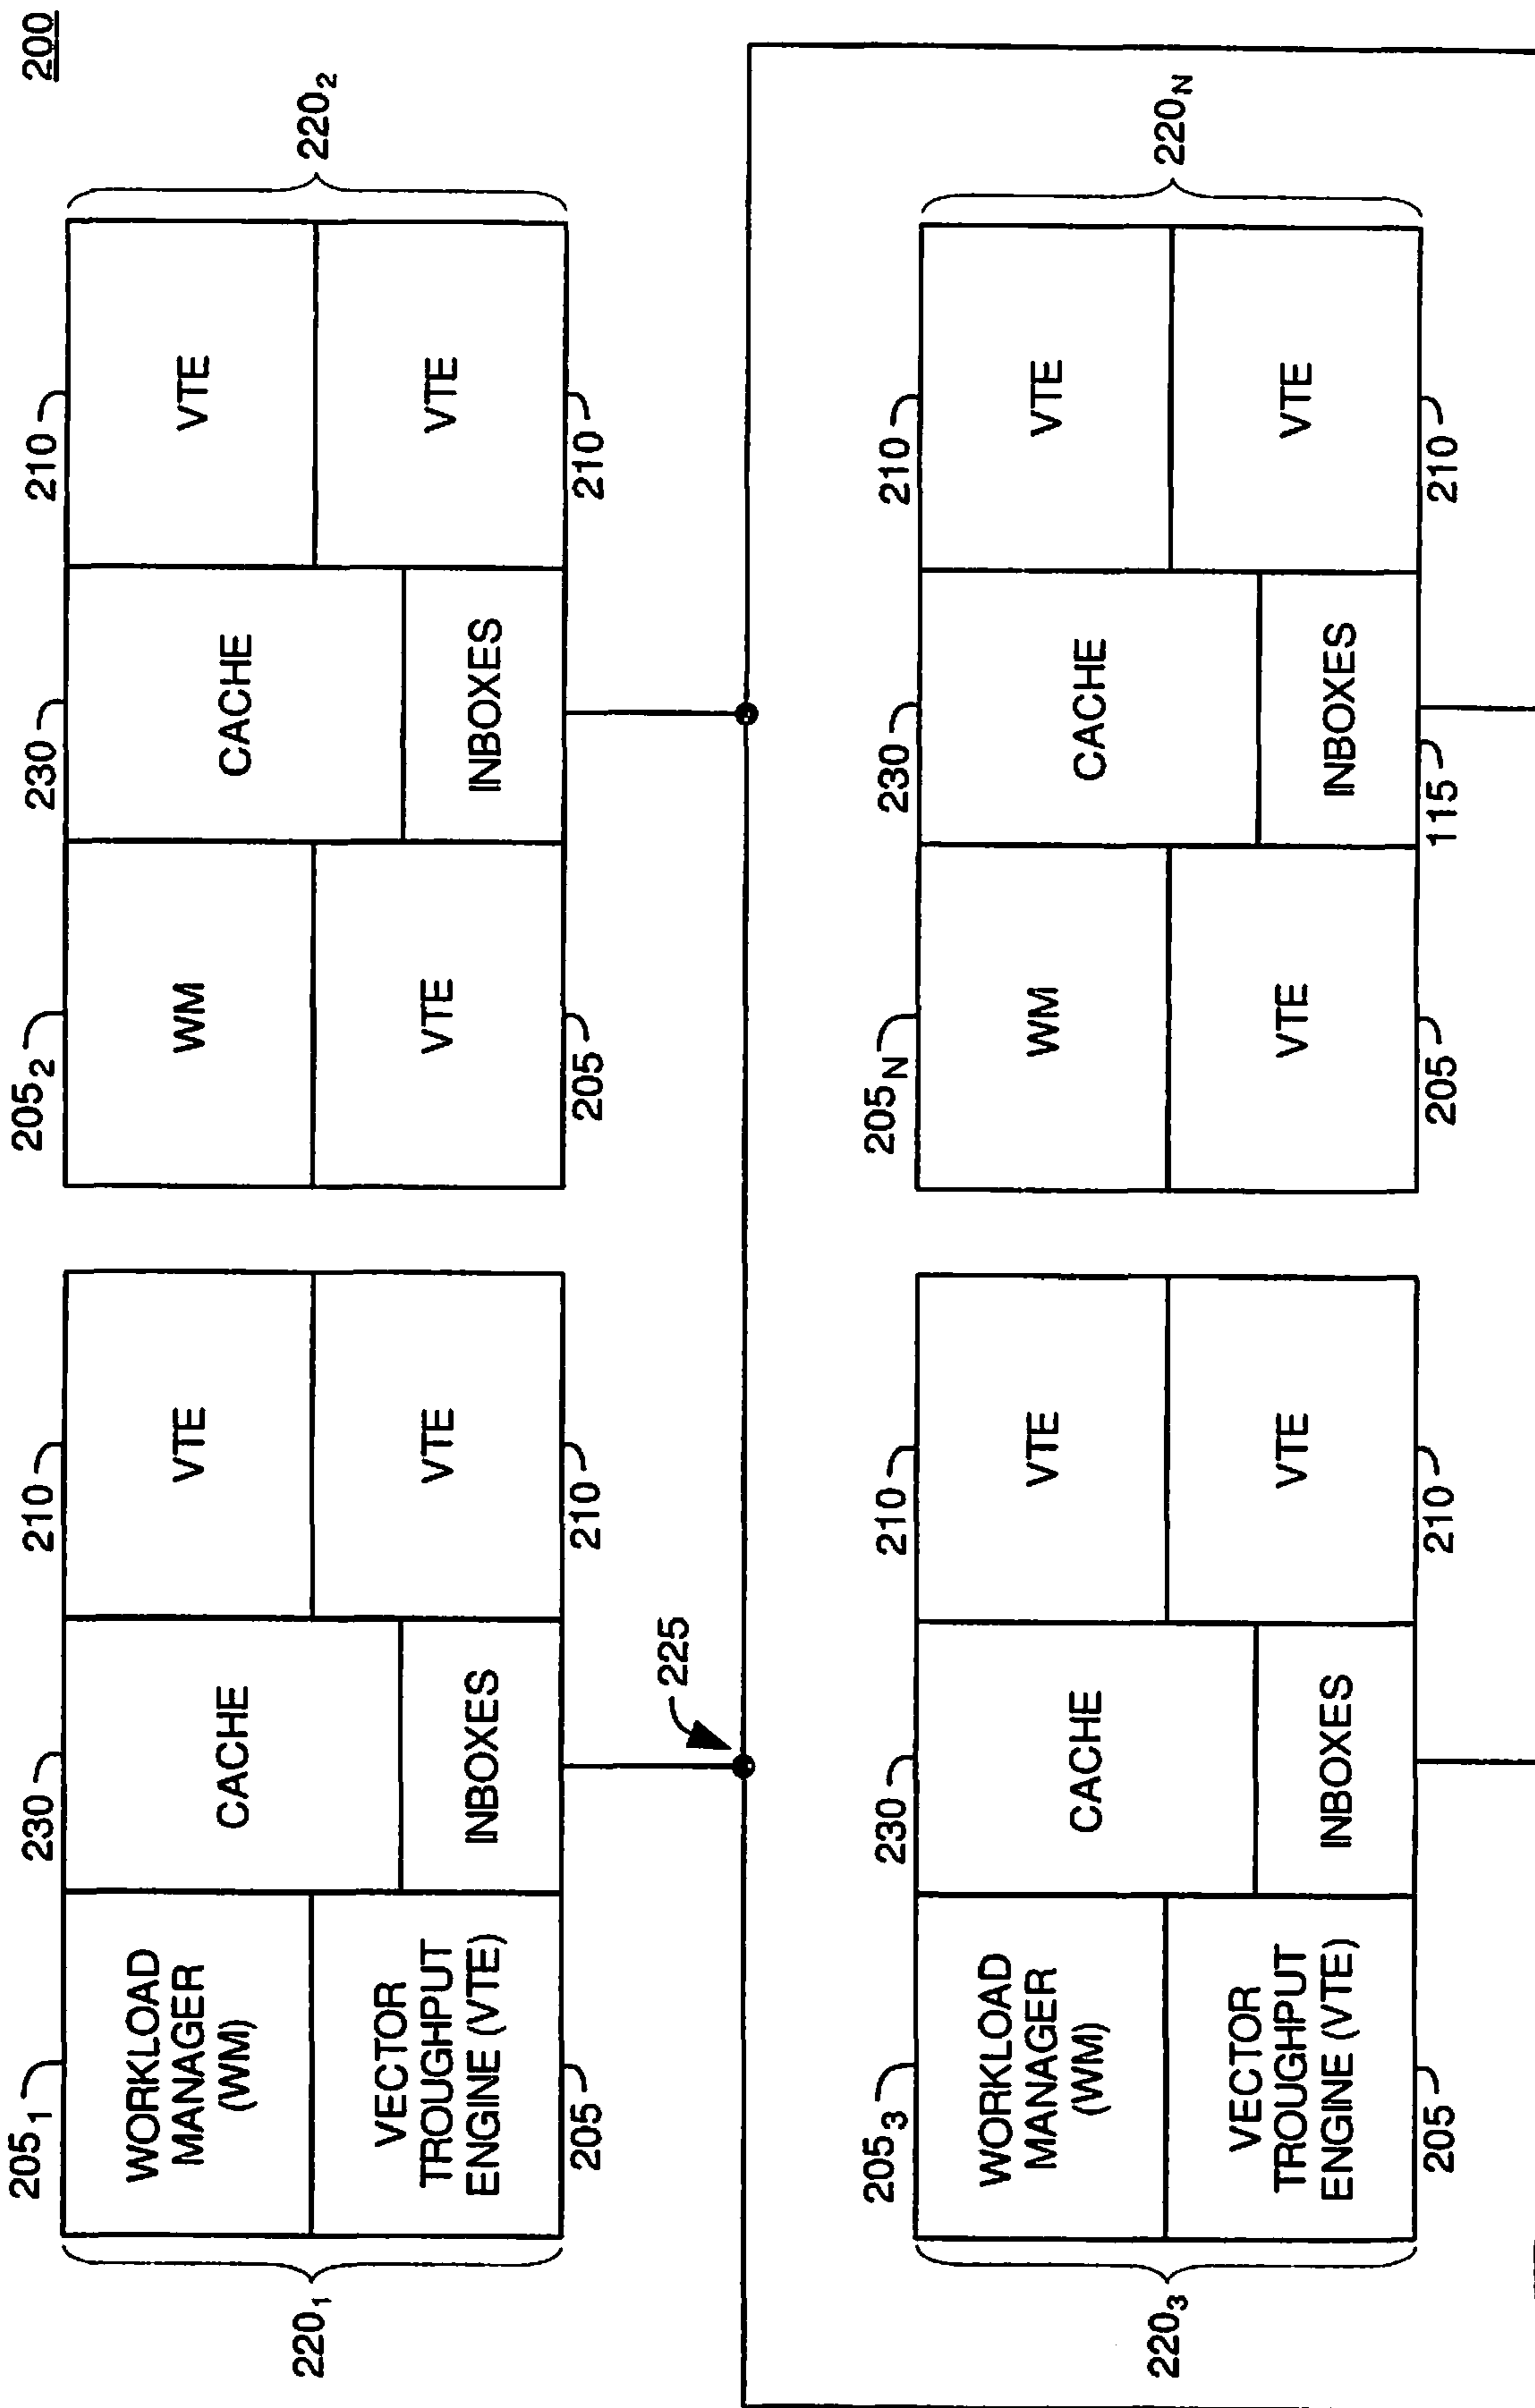 200
205₁
230
210
205₂
230
210
WORKLOAD
MANAGER
(WM)
CACHE
VTE
WM
CACHE
VTE
220₁
220₂
VECTOR
TROUGHPUT
ENGINE (VTE)
INBOXES
VTE
VTE
INBOXES
VTE
205
210
205
210
225
205₃
230
210
205N
230
210
WORKLOAD
MANAGER
(WM)
CACHE
VTE
WM
CACHE
VTE
220₃
220N
VECTOR
TROUGHPUT
ENGINE (VTE)
INBOXES
VTE
VTE
INBOXES
VTE
205
210
205
115
210